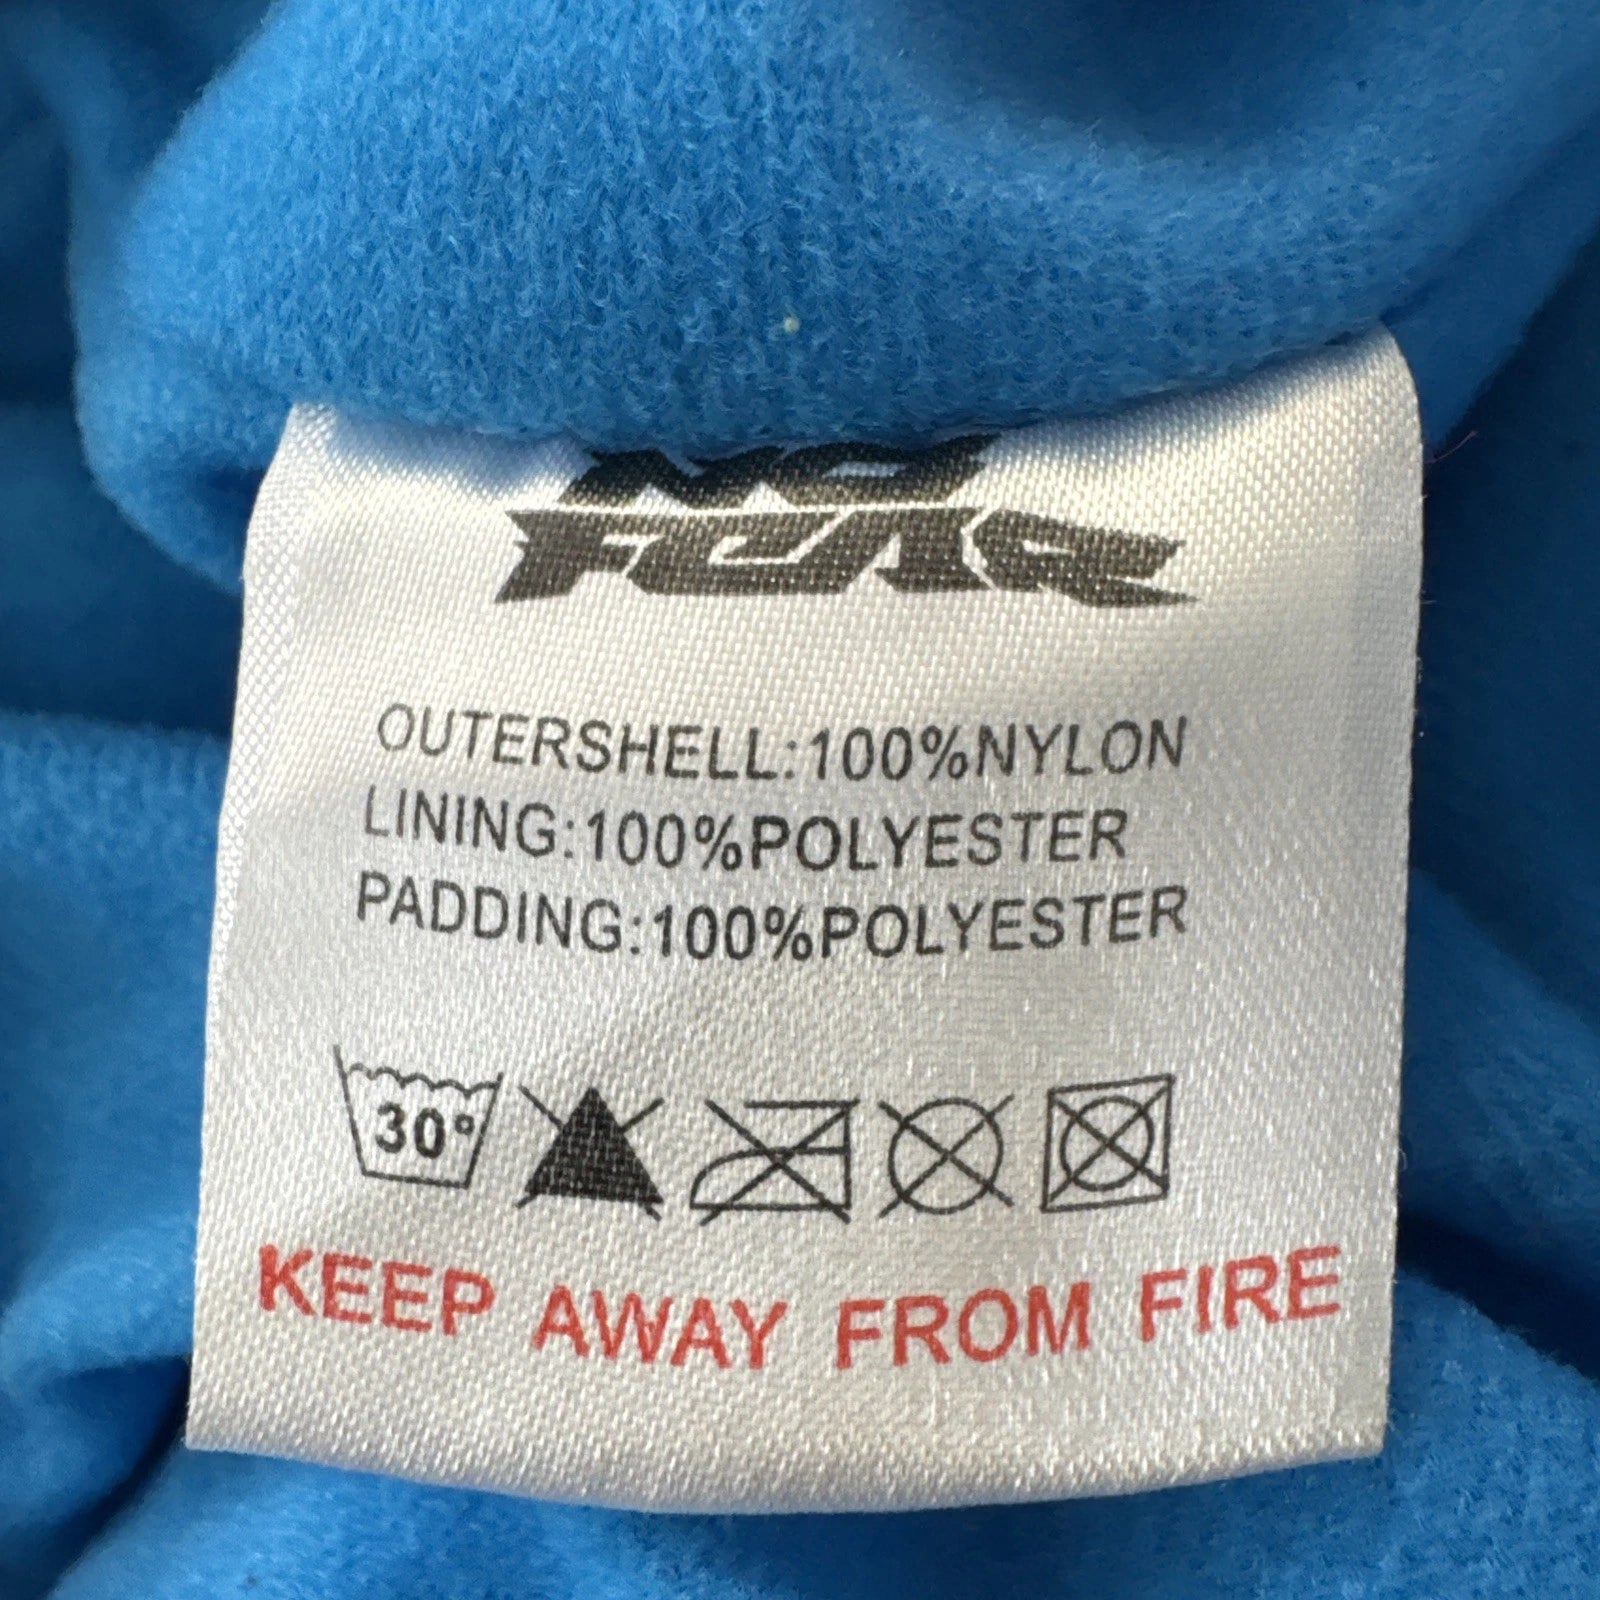 NO
FEAR
OUTERSHELL:100%NYLON
LINING:100%POLYESTER
PADDING:100%POLYESTER
30°
KEEP AWAY FROM FIRE